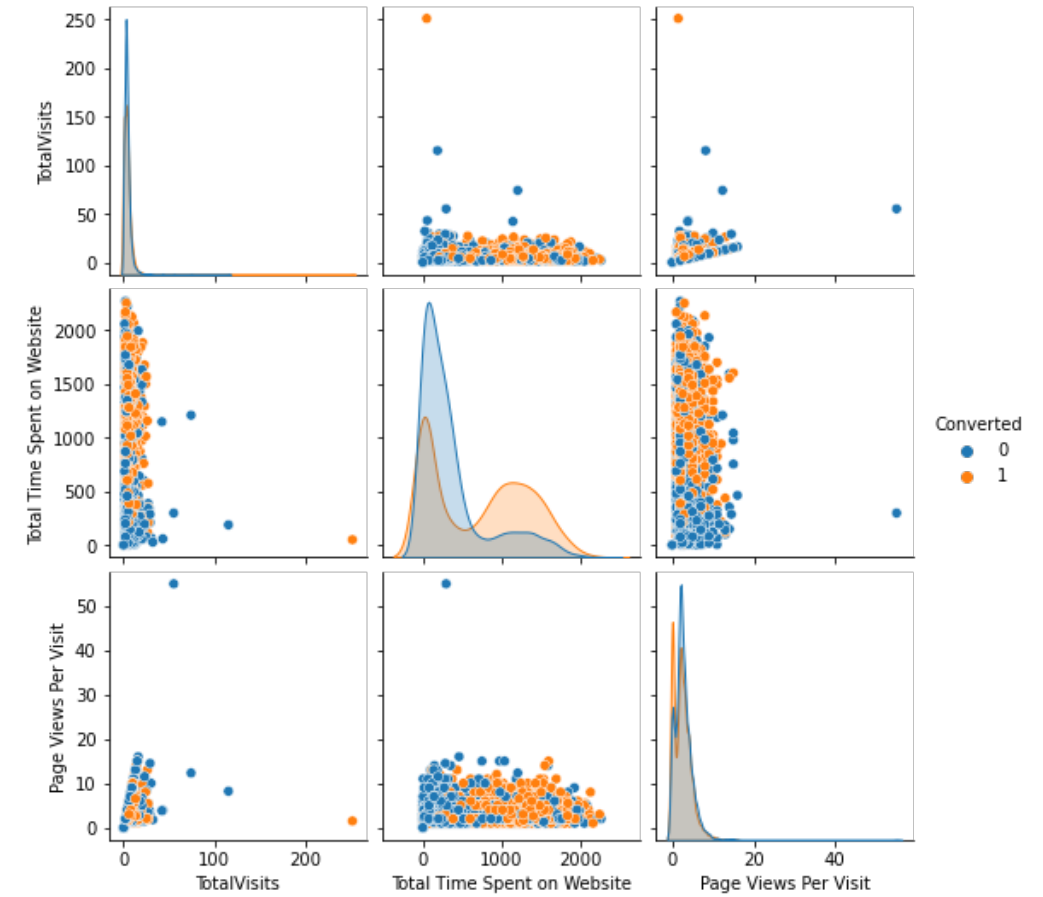 250
200
150
100
50
0
TotalVisits
2000
1500
1000
500
0
Total Time Spent on Website
Converted
0
1
50
40
30
20
10
0
Page Views Per Visit
0 100 200
0 1000 2000
0 20 40
TotalVisits
Total Time Spent on Website
Page Views Per Visit